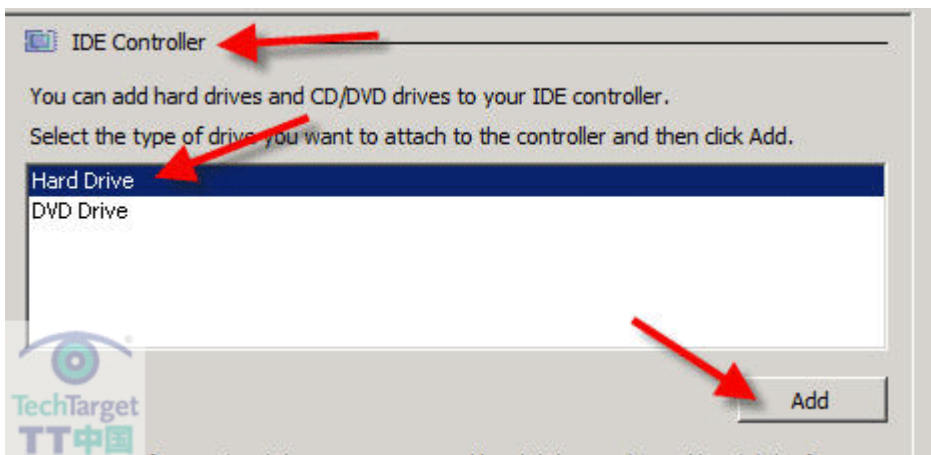 IDE Controller
You can add hard drives and CD/DVD drives to your IDE controller.
Select the type of drive you want to attach to the controller and then click Add.
Hard Drive
DVD Drive
Add
TechTarget
TT中国